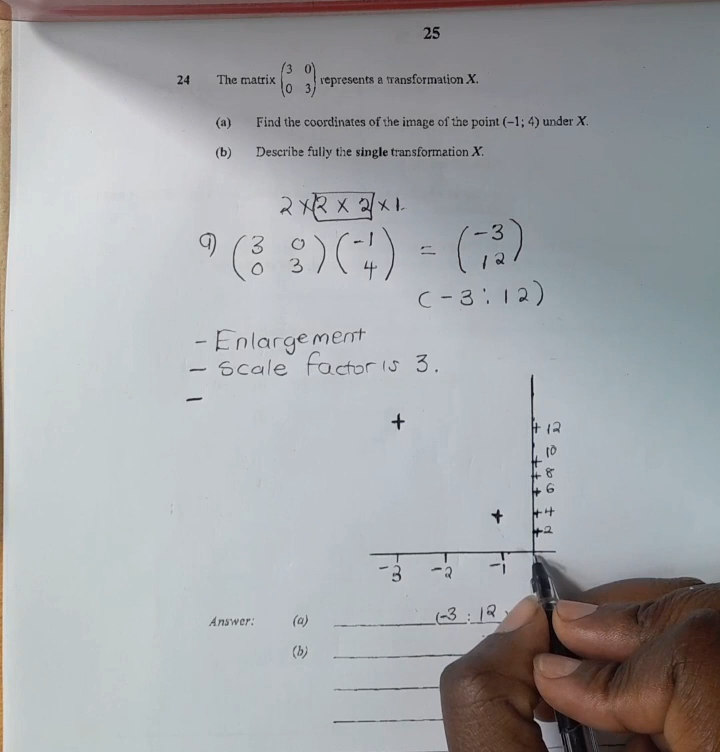 25
24 The matrix (3 0 0 3) represents a transformation X.
(a) Find the coordinates of the image of the point (–1; 4) under X.
(b) Describe fully the single transformation X.
2 x 2 x 2 x 1.
a) (3 0 0 3)(-1 4) = (-3 12)
(-3 : 12)
- Enlargement
- Scale factor is 3.
-
12
10
8
6
4
2
-3 -2 -1
Answer: (a) (-3 : 12
(b)